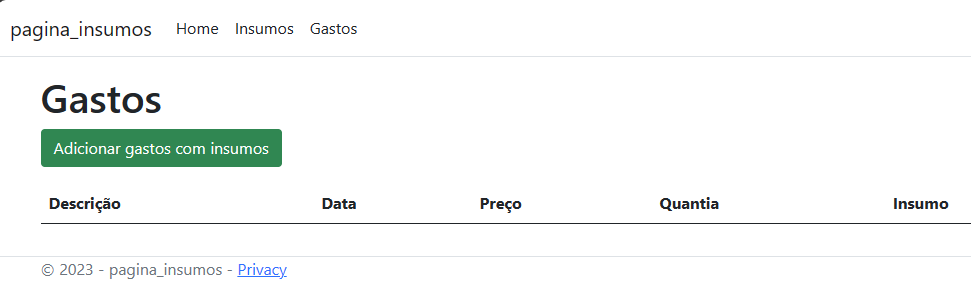 pagina_insumos Home Insumos Gastos
Gastos
Adicionar gastos com insumos
Descrição Data Preço Quantia Insumo
© 2023 - pagina_insumos - Privacy